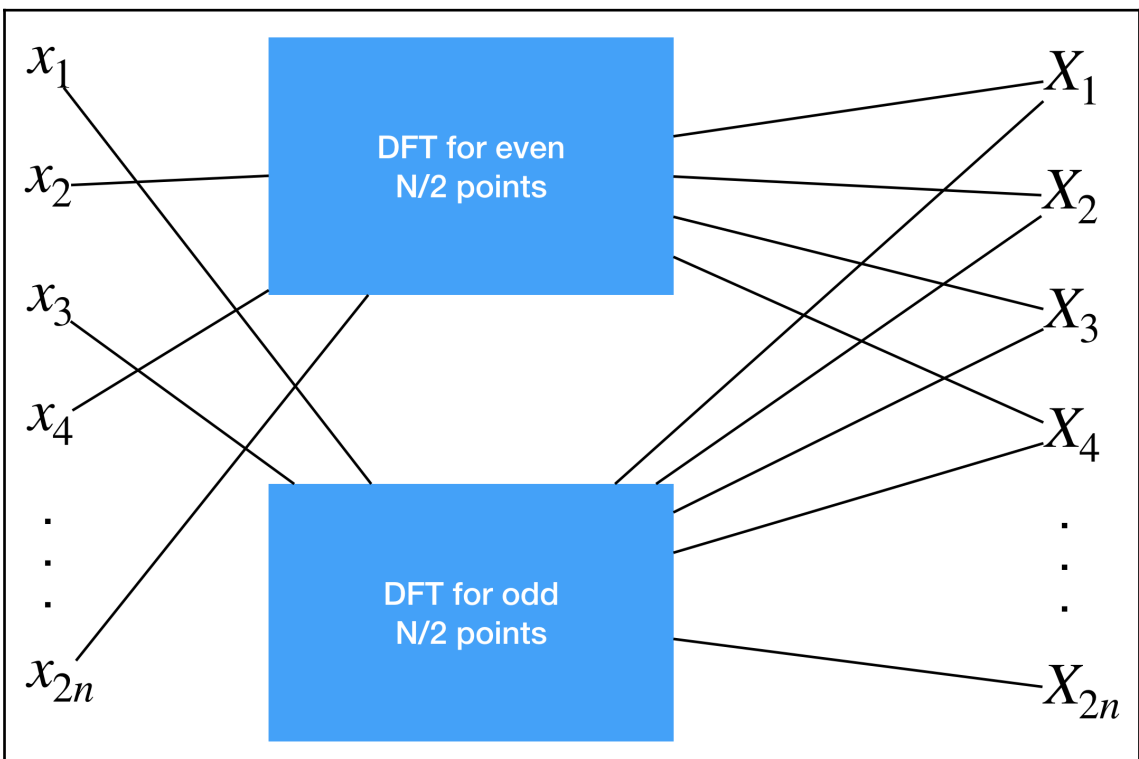 x1
x2
x3
x4
.
.
.
x2n
DFT for even
N/2 points
DFT for odd
N/2 points
X1
X2
X3
X4
.
.
.
X2n